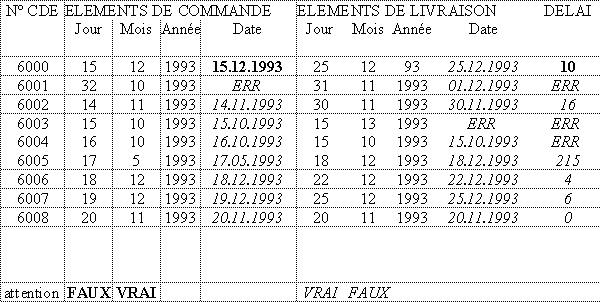 N° CDE ELEMENTS DE COMMANDE ELEMENTS DE LIVRAISON DELAI
Jour Mois Année Date Jour Mois Année Date
6000 15 12 1993 15.12.1993 25 12 93 25.12.1993 10
6001 32 10 1993 ERR 31 11 1993 01.12.1993 ERR
6002 14 11 1993 14.11.1993 30 11 1993 30.11.1993 16
6003 15 10 1993 15.10.1993 15 13 1993 ERR ERR
6004 16 10 1993 16.10.1993 15 10 1993 15.10.1993 ERR
6005 17 5 1993 17.05.1993 18 12 1993 18.12.1993 215
6006 18 12 1993 18.12.1993 22 12 1993 22.12.1993 4
6007 19 12 1993 19.12.1993 25 12 1993 25.12.1993 6
6008 20 11 1993 20.11.1993 20 11 1993 20.11.1993 0
attention FAUX VRAI VRAI FAUX